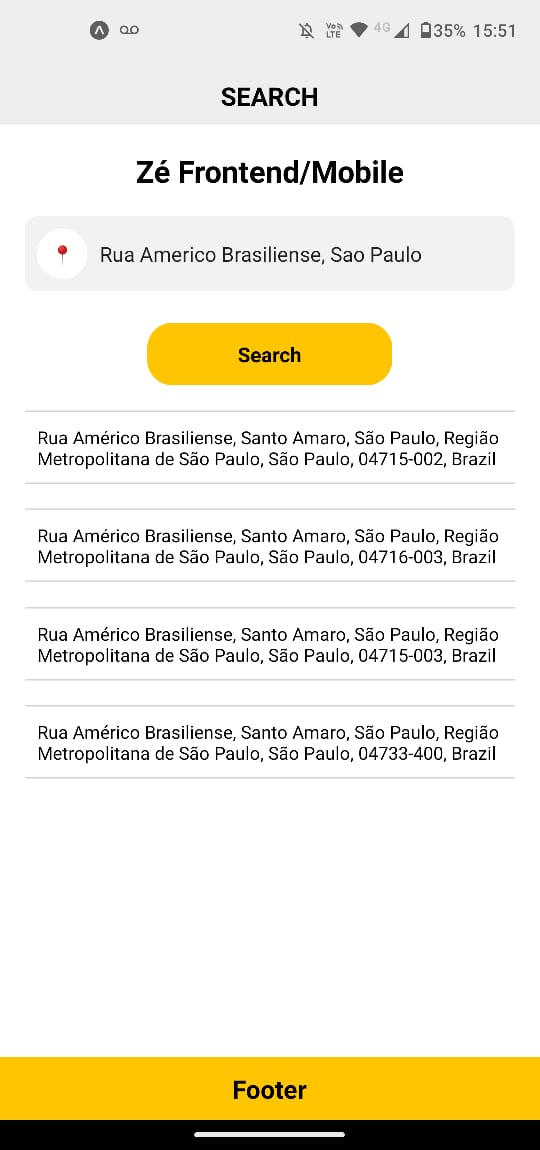 Vo)) LTE 4G 35% 15:51
SEARCH
Zé Frontend/Mobile
Rua Americo Brasiliense, Sao Paulo
Search
Rua Américo Brasiliense, Santo Amaro, São Paulo, Região
Metropolitana de São Paulo, São Paulo, 04715-002, Brazil
Rua Américo Brasiliense, Santo Amaro, São Paulo, Região
Metropolitana de São Paulo, São Paulo, 04716-003, Brazil
Rua Américo Brasiliense, Santo Amaro, São Paulo, Região
Metropolitana de São Paulo, São Paulo, 04715-003, Brazil
Rua Américo Brasiliense, Santo Amaro, São Paulo, Região
Metropolitana de São Paulo, São Paulo, 04733-400, Brazil
Footer